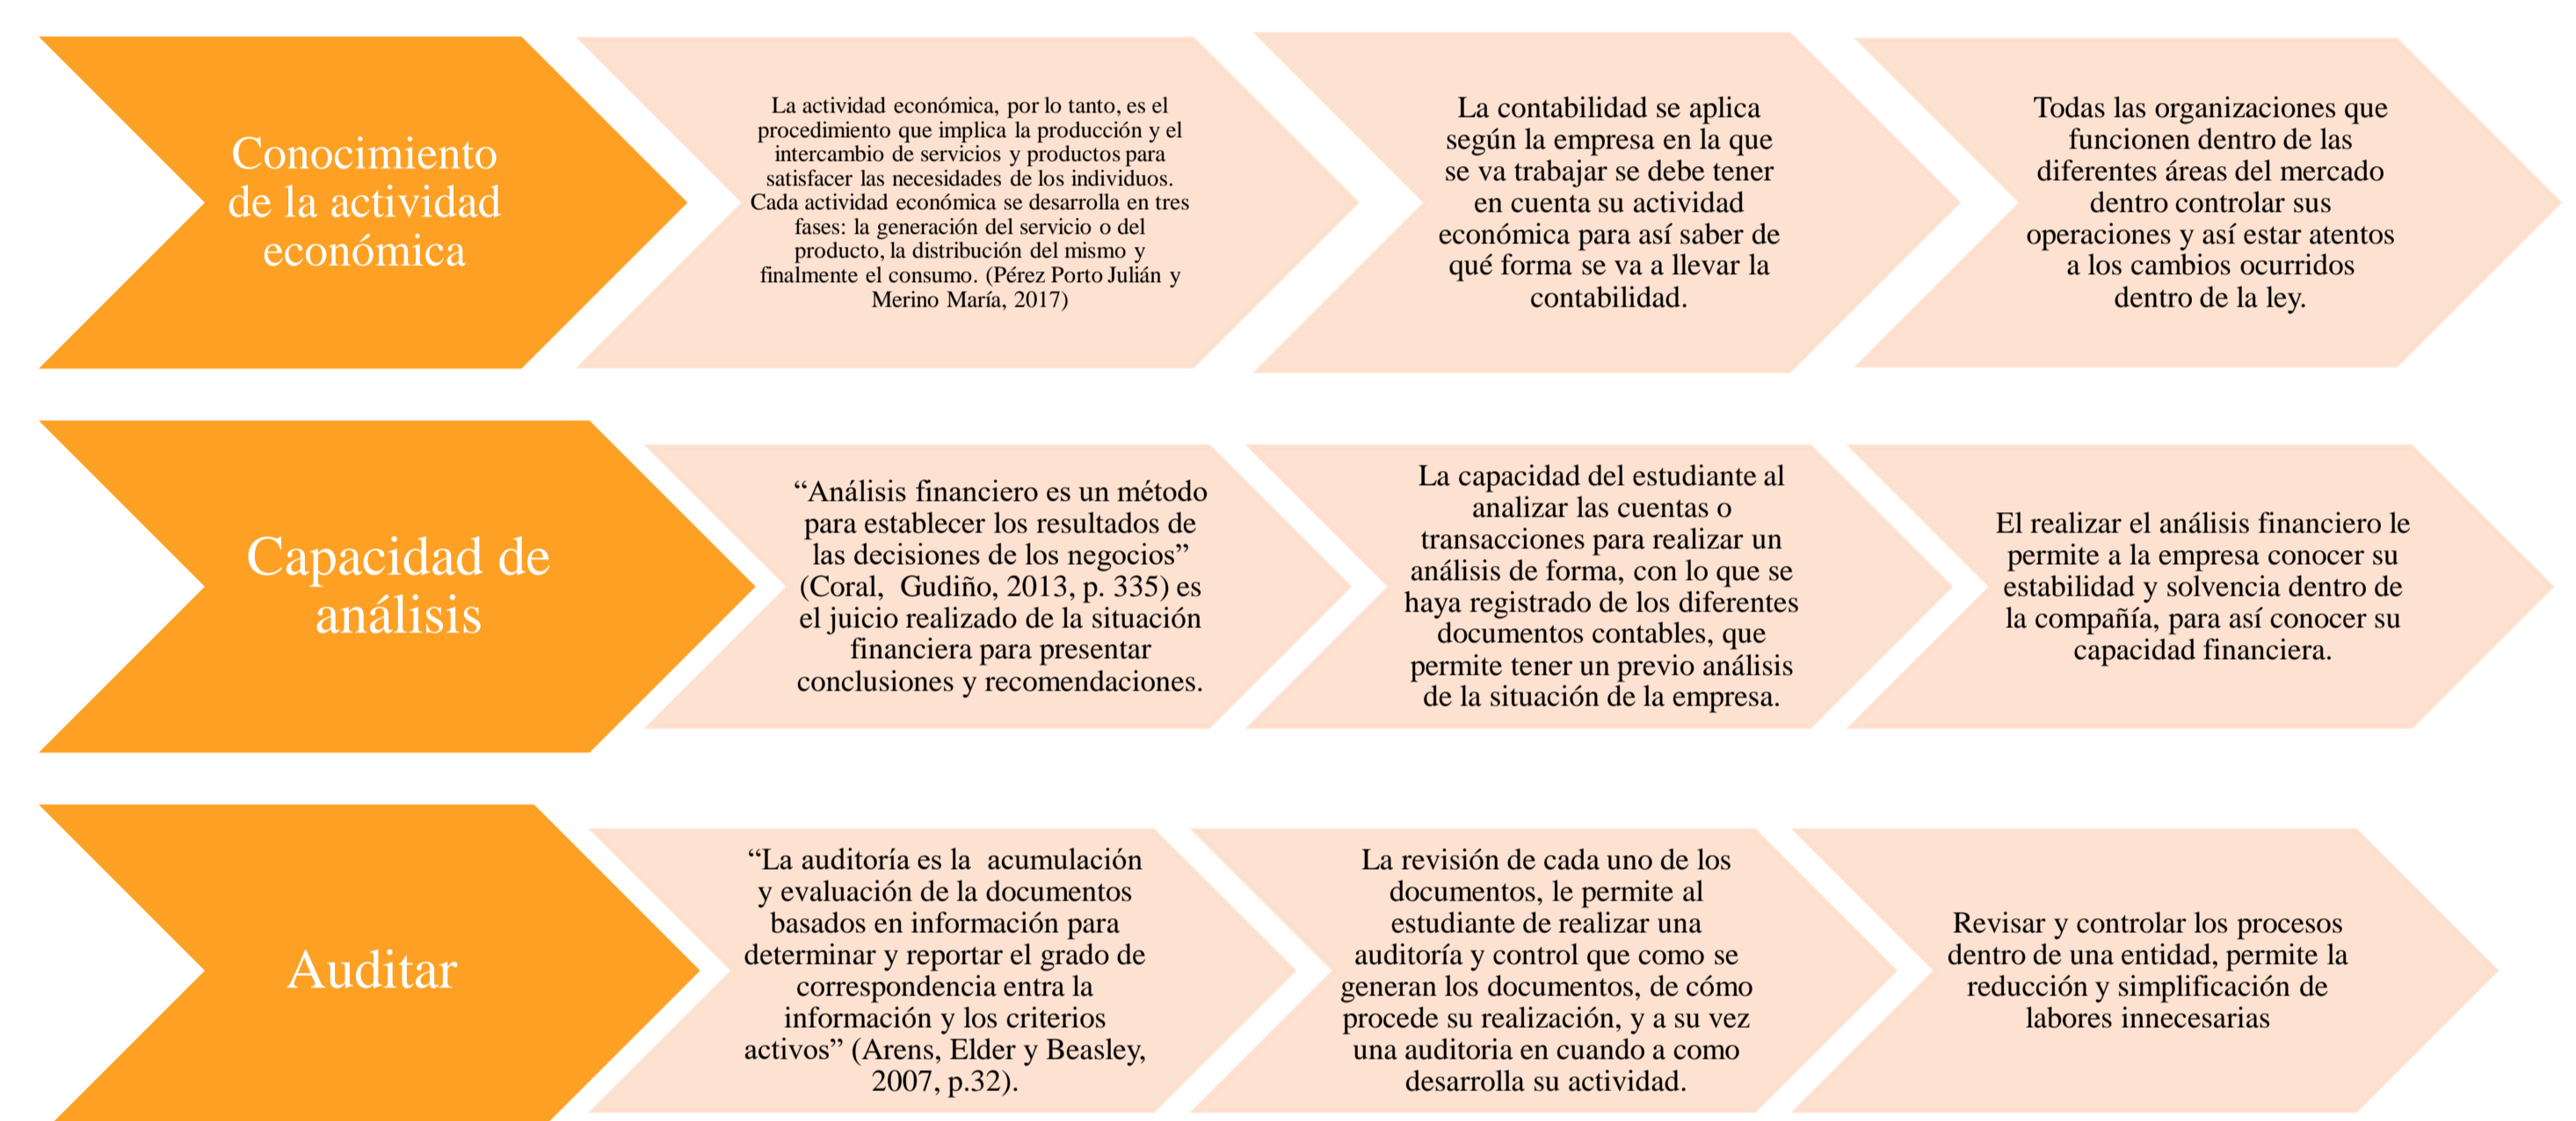 Conocimiento
de la actividad
económica
La actividad económica, por lo tanto, es el
procedimiento que implica la producción y el
intercambio de servicios y productos para
satisfacer las necesidades de los individuos.
Cada actividad económica se desarrolla en tres
fases: la generación del servicio o del
producto, la distribución del mismo y
finalmente el consumo. (Pérez Porto Julián y
Merino María, 2017)
La contabilidad se aplica
según la empresa en la que
se va trabajar se debe tener
en cuenta su actividad
económica para así saber de
qué forma se va a llevar la
contabilidad.
Todas las organizaciones que
funcionen dentro de las
diferentes áreas del mercado
dentro controlar sus
operaciones y así estar atentos
a los cambios ocurridos
dentro de la ley.
Capacidad de
análisis
“Análisis financiero es un método
para establecer los resultados de
las decisiones de los negocios”
(Coral,  Gudiño, 2013, p. 335) es
el juicio realizado de la situación
financiera para presentar
conclusiones y recomendaciones.
La capacidad del estudiante al
analizar las cuentas o
transacciones para realizar un
análisis de forma, con lo que se
haya registrado de los diferentes
documentos contables, que
permite tener un previo análisis
de la situación de la empresa.
El realizar el análisis financiero le
permite a la empresa conocer su
estabilidad y solvencia dentro de
la compañía, para así conocer su
capacidad financiera.
Auditar
“La auditoría es la  acumulación
y evaluación de la documentos
basados en información para
determinar y reportar el grado de
correspondencia entra la
información y los criterios
activos” (Arens, Elder y Beasley,
2007, p.32).
La revisión de cada uno de los
documentos, le permite al
estudiante de realizar una
auditoría y control que como se
generan los documentos, de cómo
procede su realización, y a su vez
una auditoria en cuando a como
desarrolla su actividad.
Revisar y controlar los procesos
dentro de una entidad, permite la
reducción y simplificación de
labores innecesarias